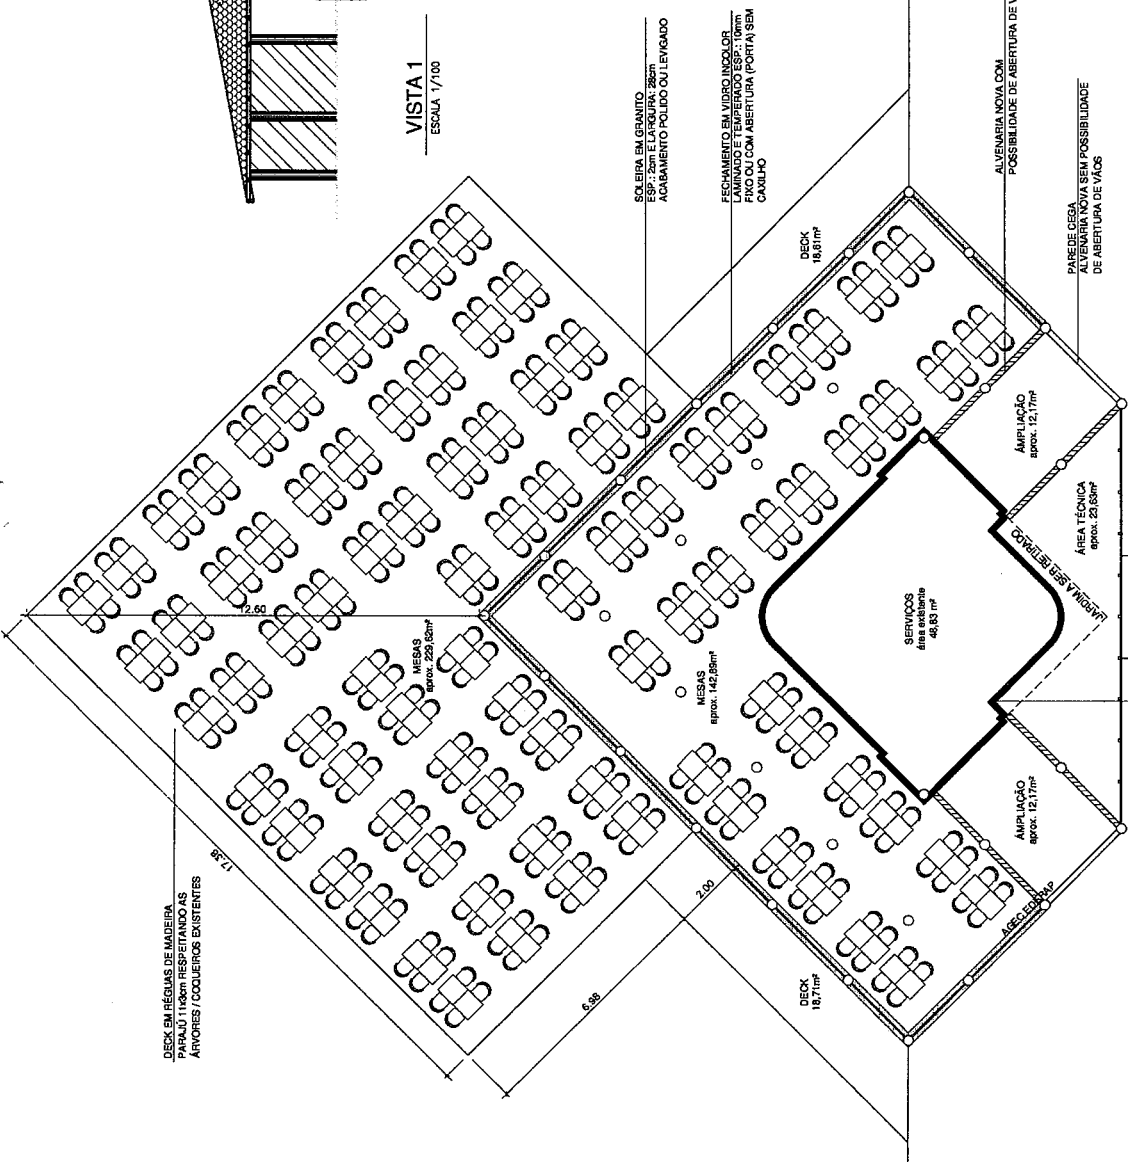 VISTA 1
ESCALA 1/100
SOLEIRA EM GRANITO
ESP.: 2cm E LARGURA: 28cm
ACABAMENTO POLIDO OU LEVIGADO
FECHAMENTO EM VIDRO INCOLOR
LAMINADO E TEMPERADO ESP.: 10mm
FIXO OU COM ABERTURA (PORTA) SEM
CAIXILHO
ALVENARIA NOVA COM
POSSIBILIDADE DE ABERTURA DE V
PAREDE CEGA
ALVENARIA NOVA SEM POSSIBILIDADE
DE ABERTURA DE VÃOS
DECK
18,61m²
AMPLIAÇÃO
aprox. 12,17m²
ÁREA TÉCNICA
aprox. 23,63m²
JARDIM A SER RETIRADO
SERVIÇOS
área existente
48,83 m²
12.60
MESAS
aprox. 229,62m²
MESAS
aprox. 142,89m²
AMPLIAÇÃO
aprox. 12,17m²
DECK
18,71m²
2.00
6.98
17.38
DECK EM RÉGUAS DE MADEIRA
PARAJÚ 11x3cm RESPEITANDO AS
ÁRVORES / COQUEIROS EXISTENTES